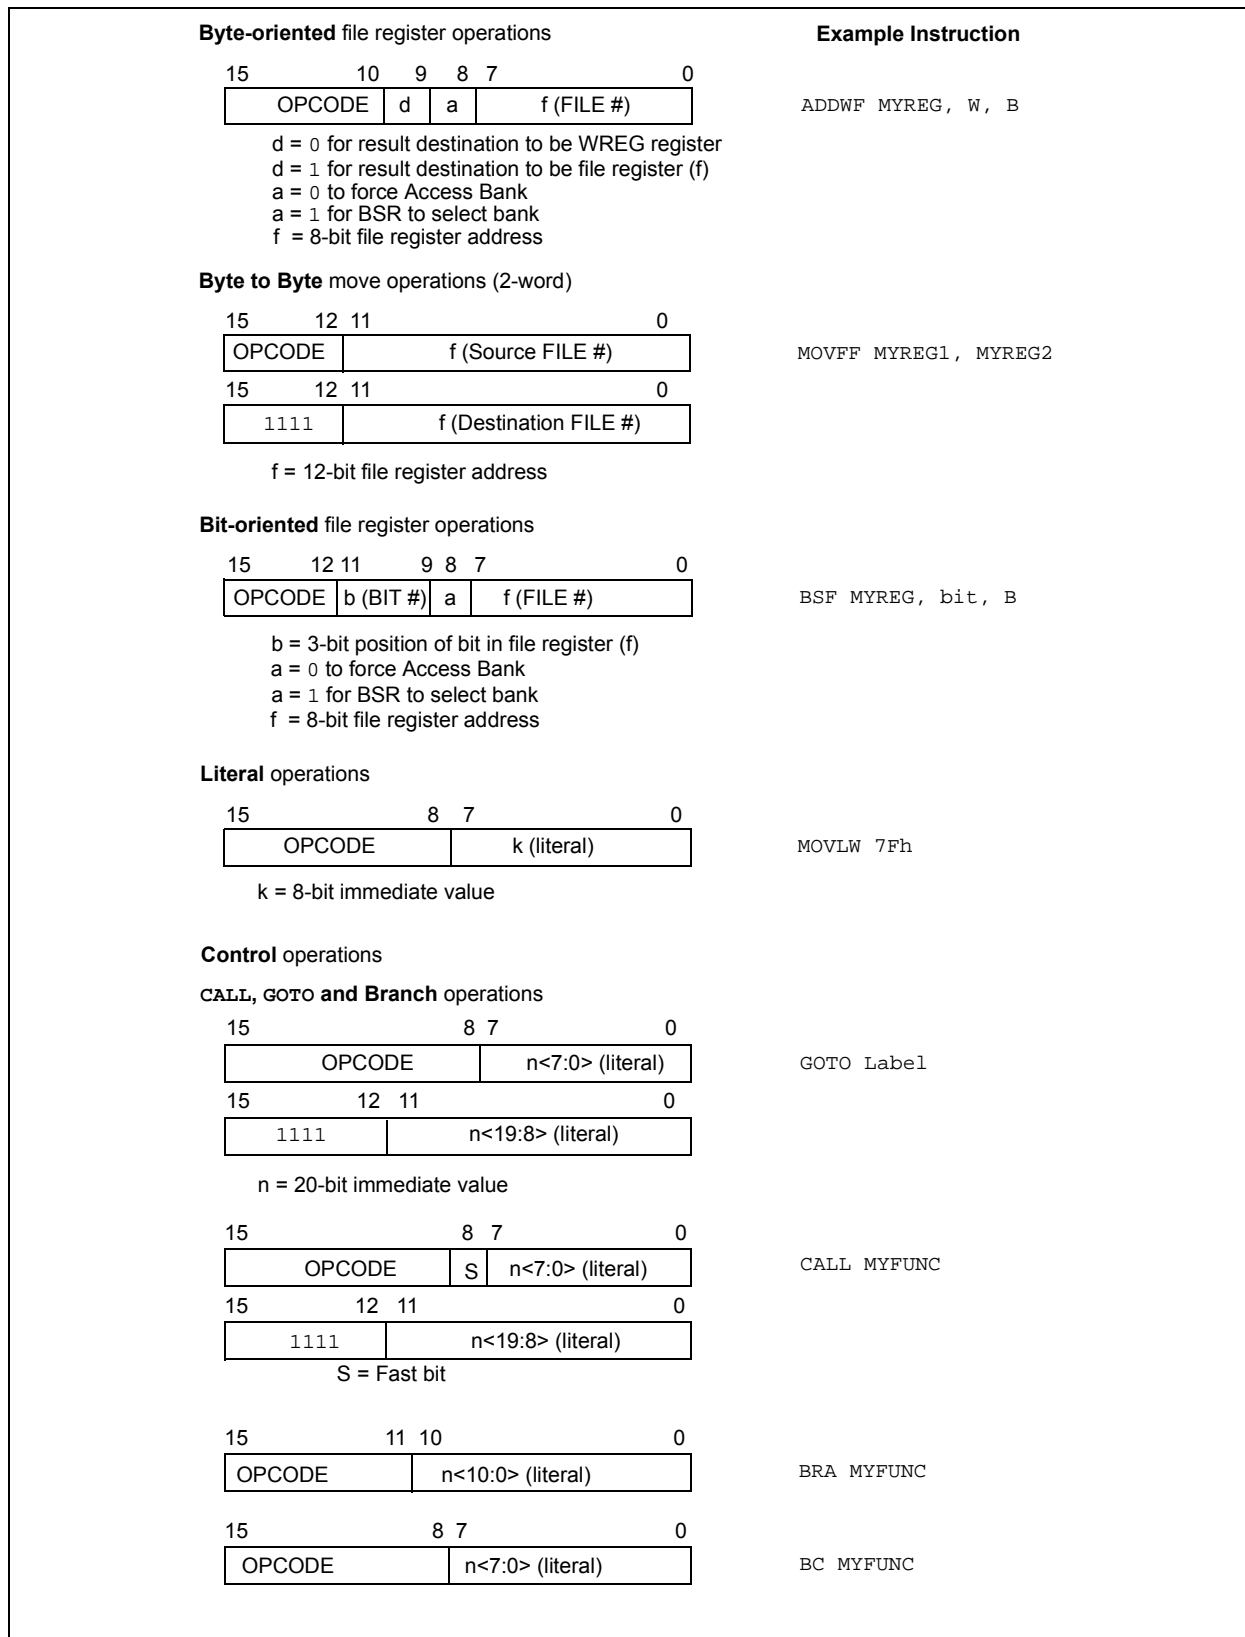 Byte-oriented file register operations Example Instruction
15 10 9 8 7 0
OPCODE d a f (FILE #) ADDWF MYREG, W, B
d = 0 for result destination to be WREG register
d = 1 for result destination to be file register (f)
a = 0 to force Access Bank
a = 1 for BSR to select bank
f = 8-bit file register address
Byte to Byte move operations (2-word)
15 12 11 0
OPCODE f (Source FILE #) MOVFF MYREG1, MYREG2
15 12 11 0
1111 f (Destination FILE #)
f = 12-bit file register address
Bit-oriented file register operations
15 12 11 9 8 7 0
OPCODE b (BIT #) a f (FILE #) BSF MYREG, bit, B
b = 3-bit position of bit in file register (f)
a = 0 to force Access Bank
a = 1 for BSR to select bank
f = 8-bit file register address
Literal operations
15 8 7 0
OPCODE k (literal) MOVLW 7Fh
k = 8-bit immediate value
Control operations
CALL, GOTO and Branch operations
15 8 7 0
OPCODE n<7:0> (literal) GOTO Label
15 12 11 0
1111 n<19:8> (literal)
n = 20-bit immediate value
15 8 7 0
OPCODE S n<7:0> (literal) CALL MYFUNC
15 12 11 0
1111 n<19:8> (literal)
S = Fast bit
15 11 10 0
OPCODE n<10:0> (literal) BRA MYFUNC
15 8 7 0
OPCODE n<7:0> (literal) BC MYFUNC